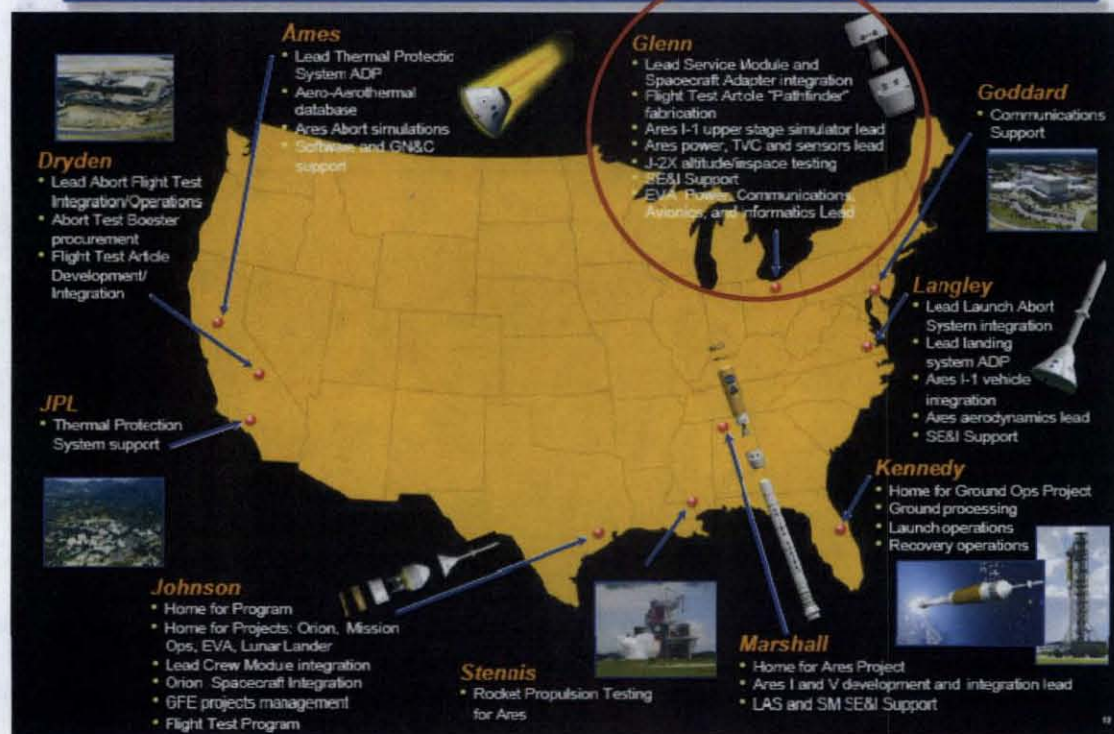 Ames
• Lead Thermal Protectic
System ADP
• Aero-Aerothermal
database
• Ares Abort simulations
• Software and GN&C
support
Glenn
• Lead Service Module and
Spacecraft Adapter integration
• Flight Test Article "Pathfinder"
fabrication
• Ares I-1 upper stage simulator lead
• Ares power, TVC and sensors lead
• J-2X altitude/inspace testing
• SE&I Support
• EVA Power, Communications,
Avionics, and Informatics Lead
Goddard
• Communications
Support
Dryden
• Lead Abort Flight Test
Integration/Operations
• Abort Test Booster
procurement
• Flight Test Article
Development/
Integration
Langley
• Lead Launch Abort
System integration
• Lead landing
system ADP
• Ares I-1 vehicle
integration
• Ares aerodynamics lead
• SE&I Support
JPL
• Thermal Protection
System support
Kennedy
• Home for Ground Ops Project
• Ground processing
• Launch operations
• Recovery operations
Johnson
• Home for Program
• Home for Projects: Orion, Mission
Ops, EVA, Lunar Lander
• Lead Crew Module integration
• Orion Spacecraft Integration
• GFE projects management
• Flight Test Program
Stennis
• Rocket Propulsion Testing
for Ares
Marshall
• Home for Ares Project
• Ares I and V development and integration lead
• LAS and SM SE&I Support